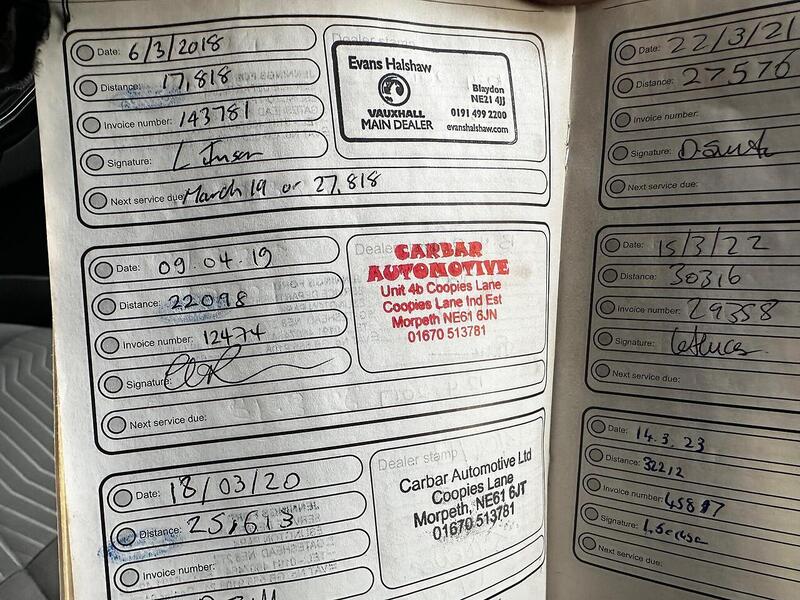 Date: 6/3/2018
Distance: 17,818
Invoice number: 143781
Signature:
Next service due: March 19 or 27,818
Dealer stamp
Evans Halshaw
VAUXHALL
MAIN DEALER
Blaydon
NE21 4JJ
0191 499 2200
evanshalshaw.com
Date: 09.04.19
Distance: 22098
Invoice number: 12474
Signature:
Next service due:
Dealer
CARBAR
AUTOMOTIVE
Unit 4b Coopies Lane
Coopies Lane Ind Est
Morpeth NE61 6JN
01670 513781
Date: 18/03/20
Distance: 25,613
Invoice number:
Dealer stamp
Carbar Automotive Ltd
Coopies Lane
Morpeth, NE61 6JT
01670 513781
Date: 22/3/21
Distance: 27576
Invoice number:
Signature:
Next service due:
Date: 15/3/22
Distance: 30316
Invoice number: 29358
Signature:
Next service due:
Date: 14.3.23
Distance: 32212
Invoice number:
Signature:
Next service due: